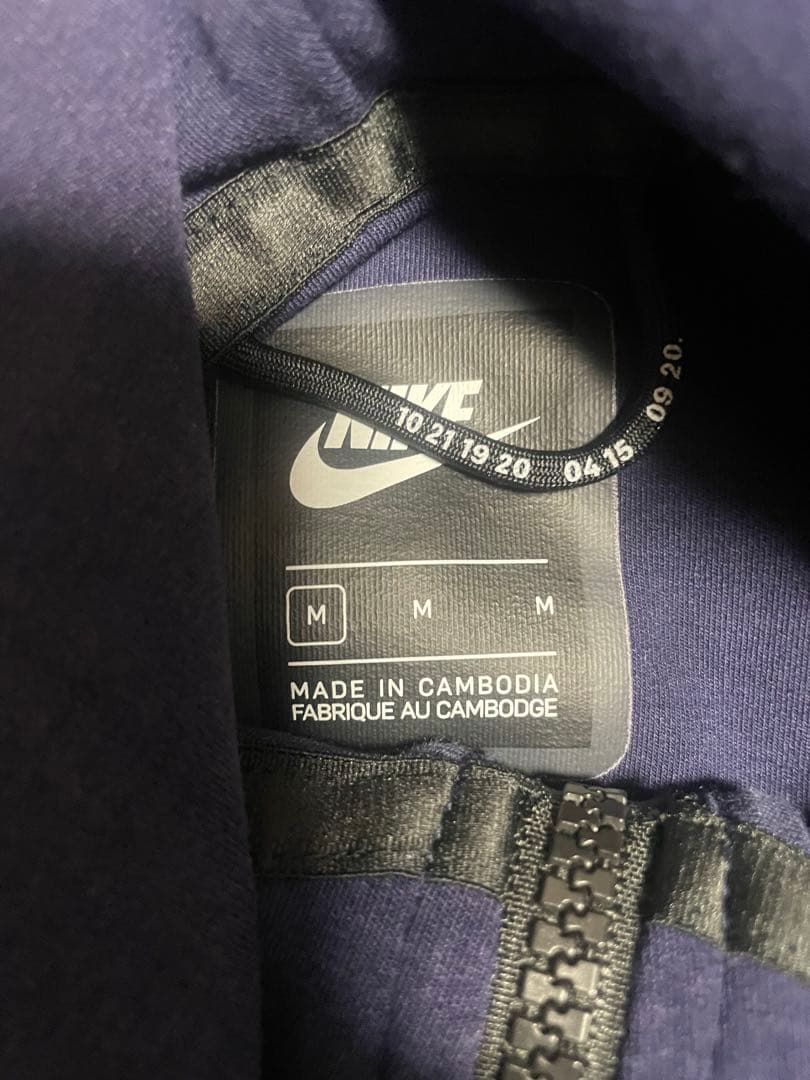 NIKE
10 21 19 20 04 15 09 20.
M M M
MADE IN CAMBODIA
FABRIQUE AU CAMBODGE